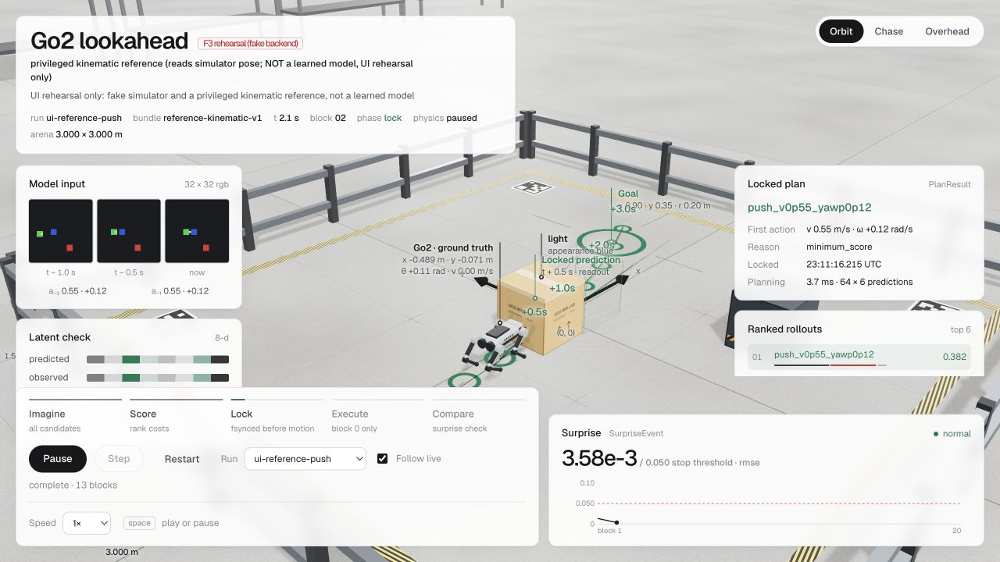 Go2 lookahead F3 rehearsal (fake backend)
privileged kinematic reference (reads simulator pose; NOT a learned model, UI rehearsal
only)
UI rehearsal only: fake simulator and a privileged kinematic reference, not a learned model
run ui-reference-push bundle reference-kinematic-v1 t 2.1 s block 02 phase lock physics paused
arena 3.000 × 3.000 m
Orbit Chase Overhead
Model input 32 × 32 rgb
t − 1.0 s t − 0.5 s now
a₋₂ 0.55 · +0.12 a₋₁ 0.55 · +0.12
Latent check 8-d
predicted
observed
Goal
0.90 · y 0.35 · r 0.20 m
+3.0s
+2.0s
light
appearance blue
Locked prediction
t + 0.5 s · readout
Go2 · ground truth
x -0.489 m · y -0.071 m
θ +0.11 rad · v 0.00 m/s
y
x
+1.0s
+0.5s
(0, 0)
1.5
3.000 m
Locked plan PlanResult
push_v0p55_yawp0p12
First action v 0.55 m/s · ω +0.12 rad/s
Reason minimum_score
Locked 23:11:16.215 UTC
Planning 3.7 ms · 64 × 6 predictions
Ranked rollouts top 6
01 push_v0p55_yawp0p12 0.382
Imagine Score Lock Execute Compare
all candidates rank costs fsynced before motion block 0 only surprise check
Pause Step Restart Run ui-reference-push Follow live
complete · 13 blocks
Speed 1× space play or pause
Surprise SurpriseEvent normal
3.58e-3 / 0.050 stop threshold · rmse
0.10
0.050
0
block 1 20